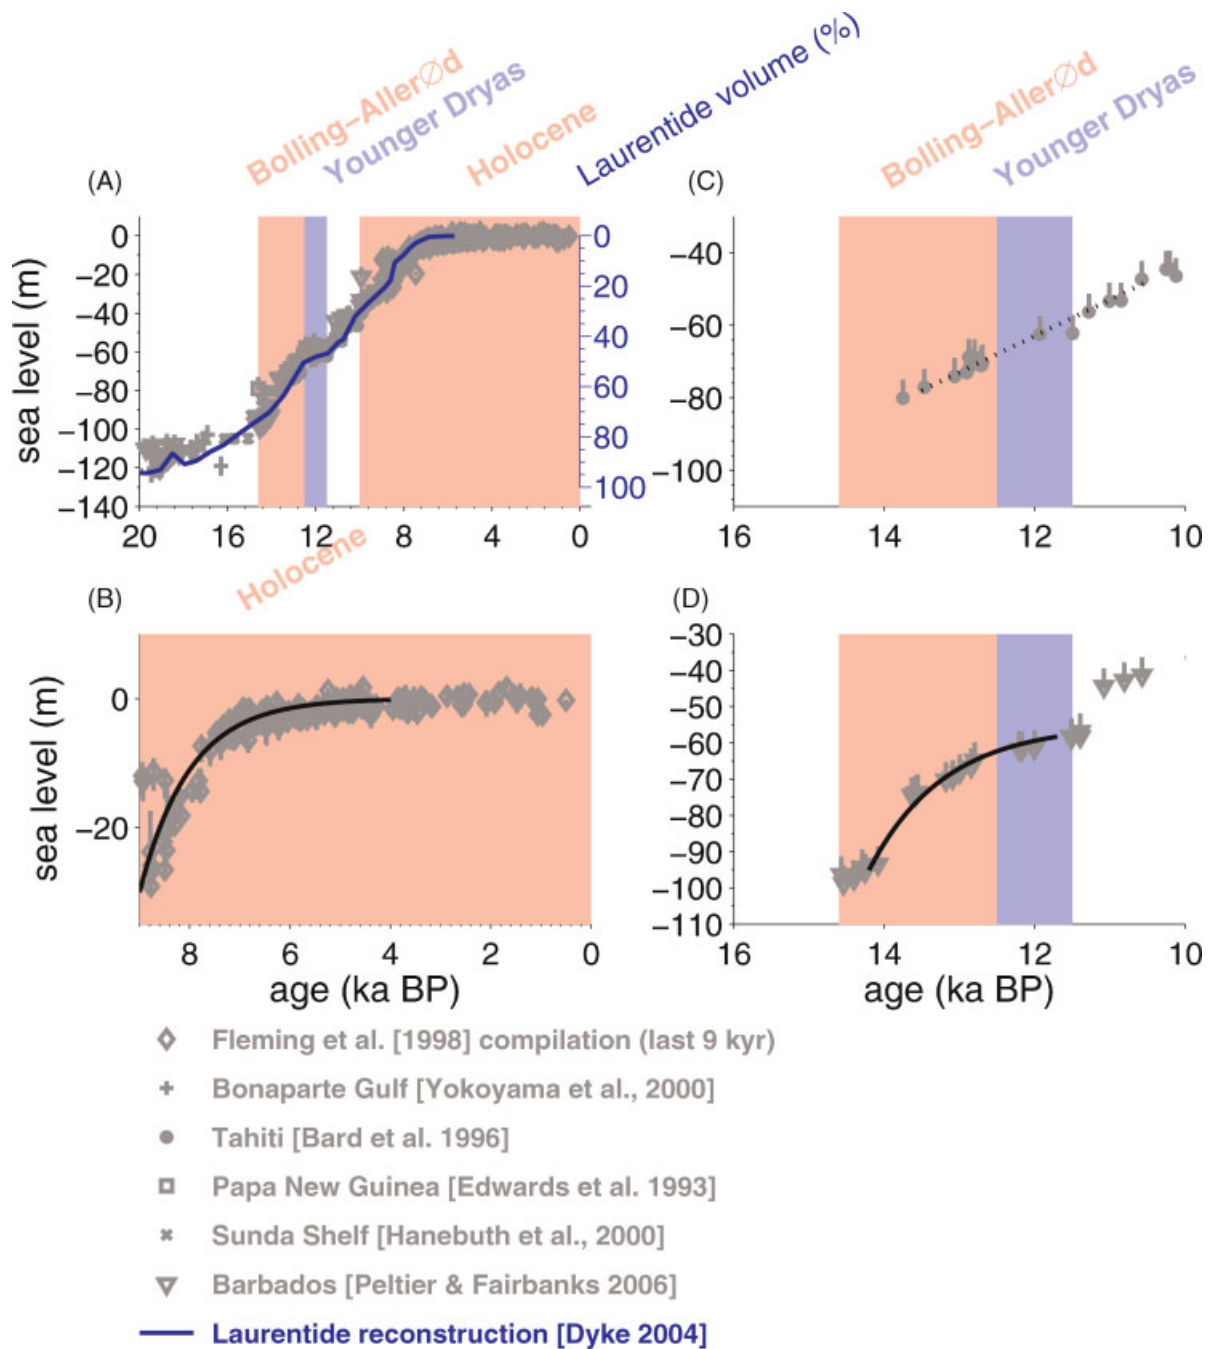 Bolling–AllerØd
Younger Dryas
Holocene
Laurentide volume (%)
Bolling–AllerØd
Younger Dryas
(A)
(C)
sea level (m)
0
−20
−40
−60
−80
−100
−120
−140
0
20
40
60
80
100
20 16 12 8 4 0
−40
−60
−80
−100
16 14 12 10
Holocene
(B)
(D)
sea level (m)
0
−20
8 6 4 2 0
age (ka BP)
−30
−40
−50
−60
−70
−80
−90
−100
−110
16 14 12 10
age (ka BP)
Fleming et al. [1998] compilation (last 9 kyr)
Bonaparte Gulf [Yokoyama et al., 2000]
Tahiti [Bard et al. 1996]
Papa New Guinea [Edwards et al. 1993]
Sunda Shelf [Hanebuth et al., 2000]
Barbados [Peltier & Fairbanks 2006]
Laurentide reconstruction [Dyke 2004]